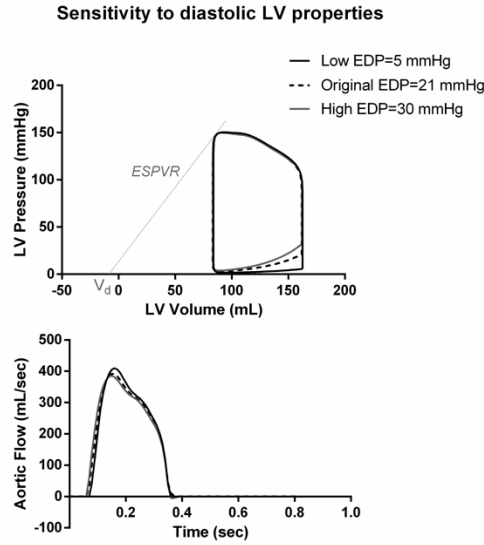 Sensitivity to diastolic LV properties
Low EDP=5 mmHg
Original EDP=21 mmHg
High EDP=30 mmHg
LV Pressure (mmHg)
200
150
100
50
0
ESPVR
-50
Vd
0
50
100
150
200
LV Volume (mL)
Aortic Flow (mL/sec)
500
400
300
200
100
0
-100
0.2
0.4
0.6
0.8
1.0
Time (sec)